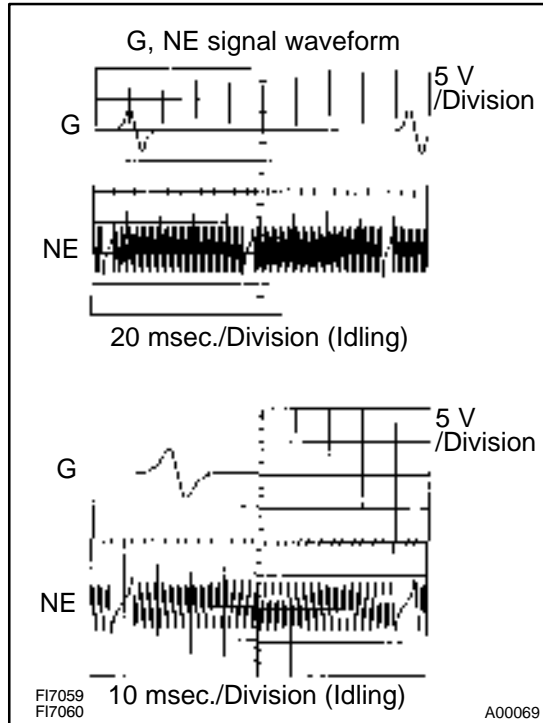 G, NE signal waveform
5 V
/Division
G
NE
20 msec./Division (Idling)
5 V
/Division
G
NE
10 msec./Division (Idling)
FI7059
FI7060
A00069